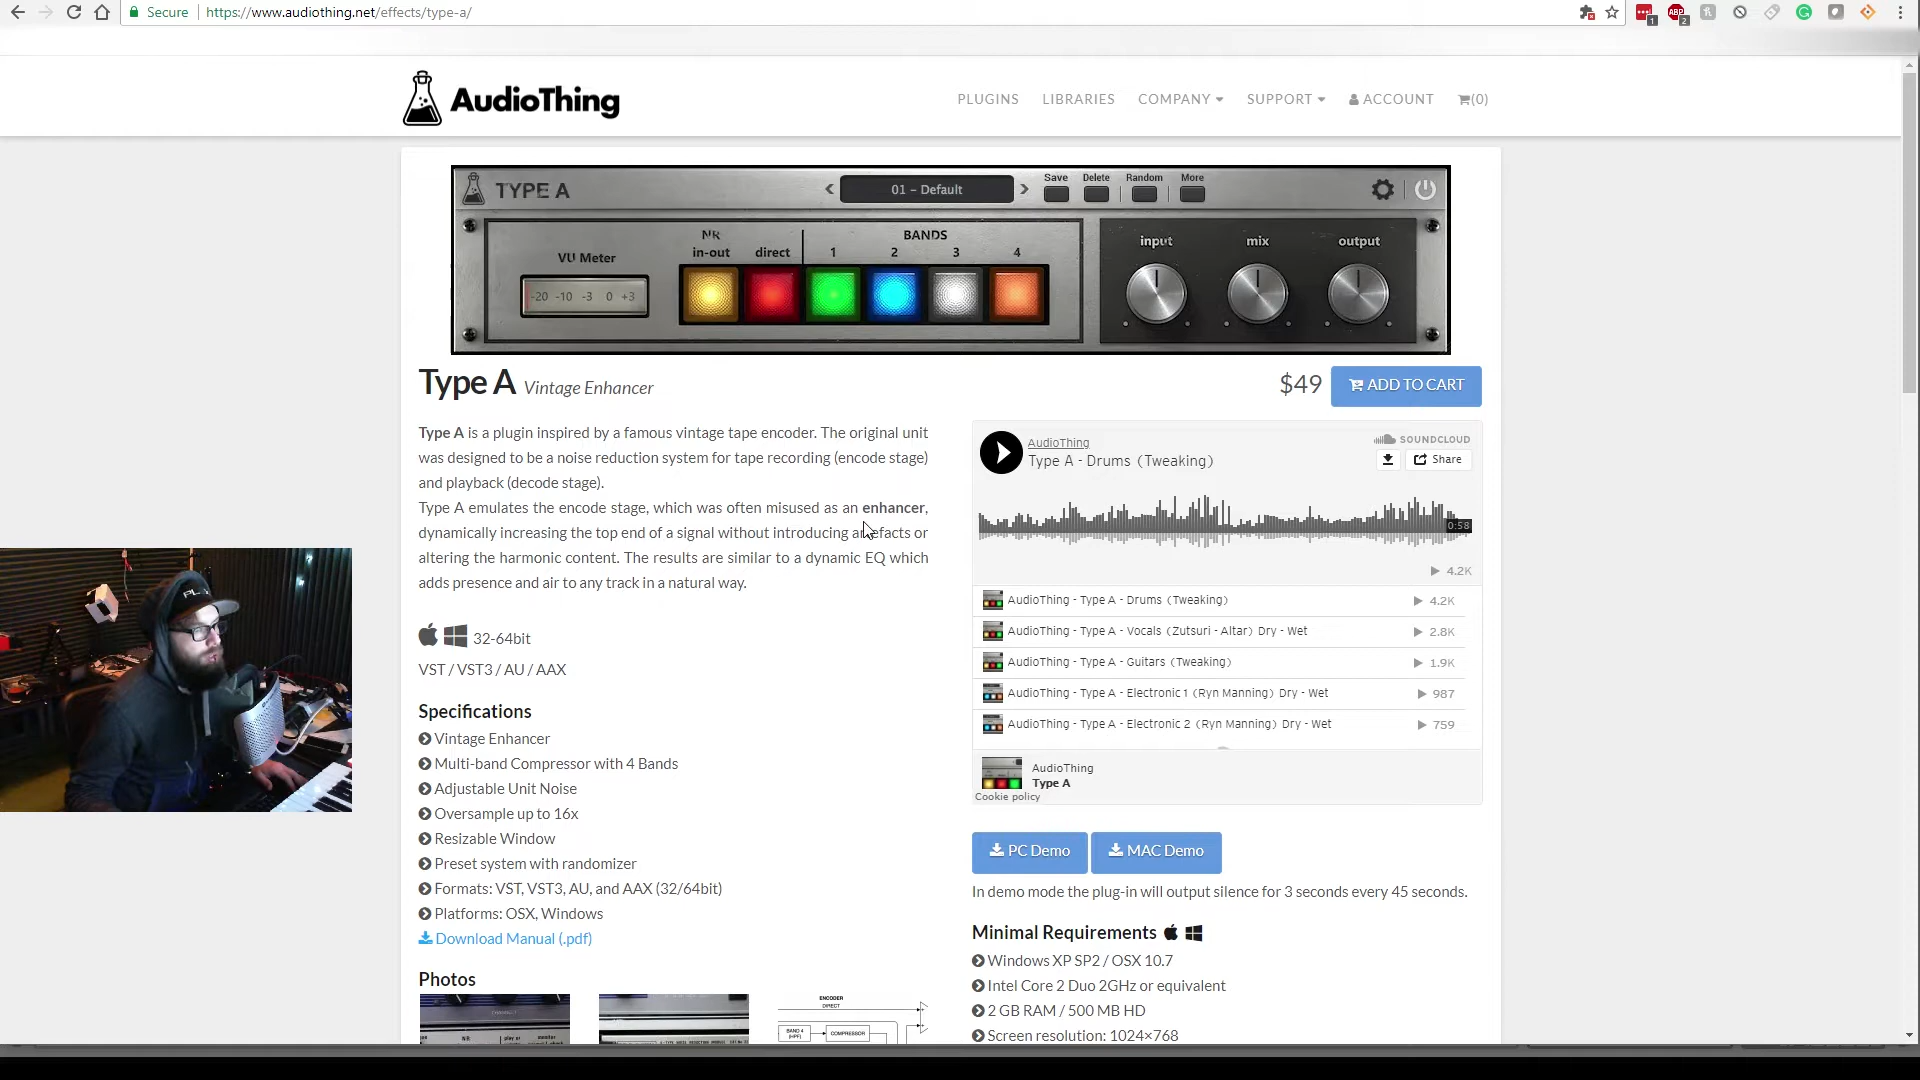 Secure https://www.audiothing.net/effects/type-a/
AudioThing
PLUGINS LIBRARIES COMPANY SUPPORT ACCOUNT (0)
TYPE A
01 – Default
Save Delete Random More
VU Meter
-20 -10 -3 0 +3
NR
in-out direct
BANDS
1 2 3 4
input mix output
Type A Vintage Enhancer
$49 ADD TO CART
Type A is a plugin inspired by a famous vintage tape encoder. The original unit
was designed to be a noise reduction system for tape recording (encode stage)
and playback (decode stage).
Type A emulates the encode stage, which was often misused as an enhancer,
dynamically increasing the top end of a signal without introducing artefacts or
altering the harmonic content. The results are similar to a dynamic EQ which
adds presence and air to any track in a natural way.
32-64bit
VST / VST3 / AU / AAX
Specifications
Vintage Enhancer
Multi-band Compressor with 4 Bands
Adjustable Unit Noise
Oversample up to 16x
Resizable Window
Preset system with randomizer
Formats: VST, VST3, AU, and AAX (32/64bit)
Platforms: OSX, Windows
Download Manual (.pdf)
Photos
ENCODER
DIRECT
BAND 4
(HPF)
COMPRESSOR
AudioThing
Type A - Drums (Tweaking)
SOUNDCLOUD
Share
0:58
4.2K
AudioThing - Type A - Drums (Tweaking) 4.2K
AudioThing - Type A - Vocals (Zutsuri - Altar) Dry - Wet 2.8K
AudioThing - Type A - Guitars (Tweaking) 1.9K
AudioThing - Type A - Electronic 1 (Ryn Manning) Dry - Wet 987
AudioThing - Type A - Electronic 2 (Ryn Manning) Dry - Wet 759
AudioThing
Type A
Cookie policy
PC Demo MAC Demo
In demo mode the plug-in will output silence for 3 seconds every 45 seconds.
Minimal Requirements
Windows XP SP2 / OSX 10.7
Intel Core 2 Duo 2GHz or equivalent
2 GB RAM / 500 MB HD
Screen resolution: 1024×768